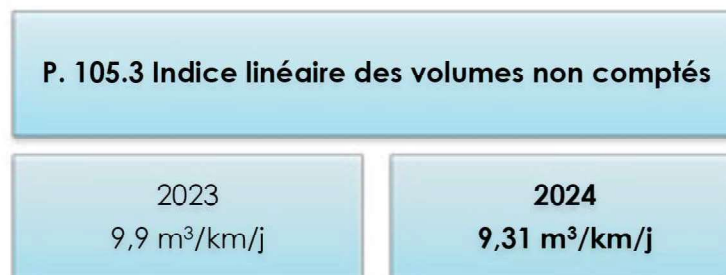 P. 105.3 Indice linéaire des volumes non comptés
2023
9,9 m³/km/j
2024
9,31 m³/km/j